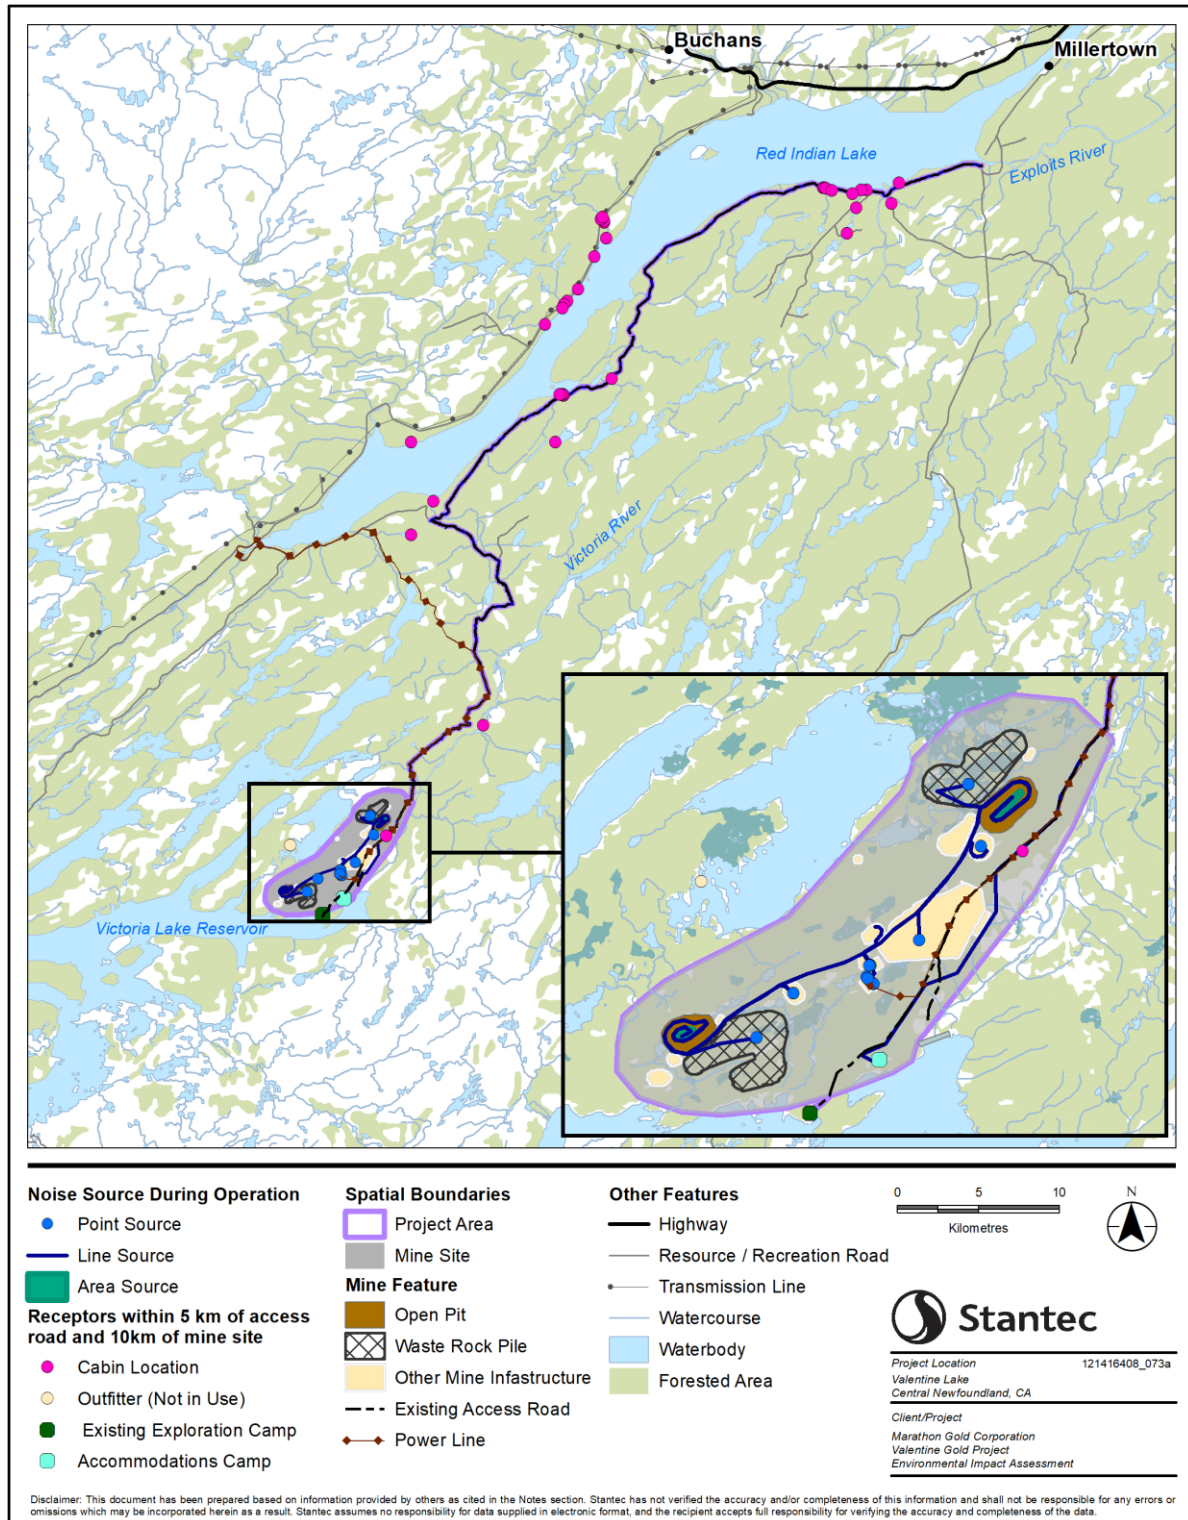 Buchans
Millertown
Red Indian Lake
Exploits River
Victoria River
Victoria Lake Reservoir
Noise Source During Operation
Point Source
Line Source
Area Source
Receptors within 5 km of access
road and 10km of mine site
Cabin Location
Outfitter (Not in Use)
Existing Exploration Camp
Accommodations Camp
Spatial Boundaries
Project Area
Mine Site
Mine Feature
Open Pit
Waste Rock Pile
Other Mine Infastructure
Existing Access Road
Power Line
Other Features
Highway
Resource / Recreation Road
Transmission Line
Watercourse
Waterbody
Forested Area
0 5 10
Kilometres
N
Stantec
Project Location 121416408_073a
Valentine Lake
Central Newfoundland, CA
Client/Project
Marathon Gold Corporation
Valentine Gold Project
Environmental Impact Assessment
Disclaimer: This document has been prepared based on information provided by others as cited in the Notes section. Stantec has not verified the accuracy and/or completeness of this information and shall not be responsible for any errors or
omissions which may be incorporated herein as a result. Stantec assumes no responsibility for data supplied in electronic format, and the recipient accepts full responsibility for verifying the accuracy and completeness of the data.